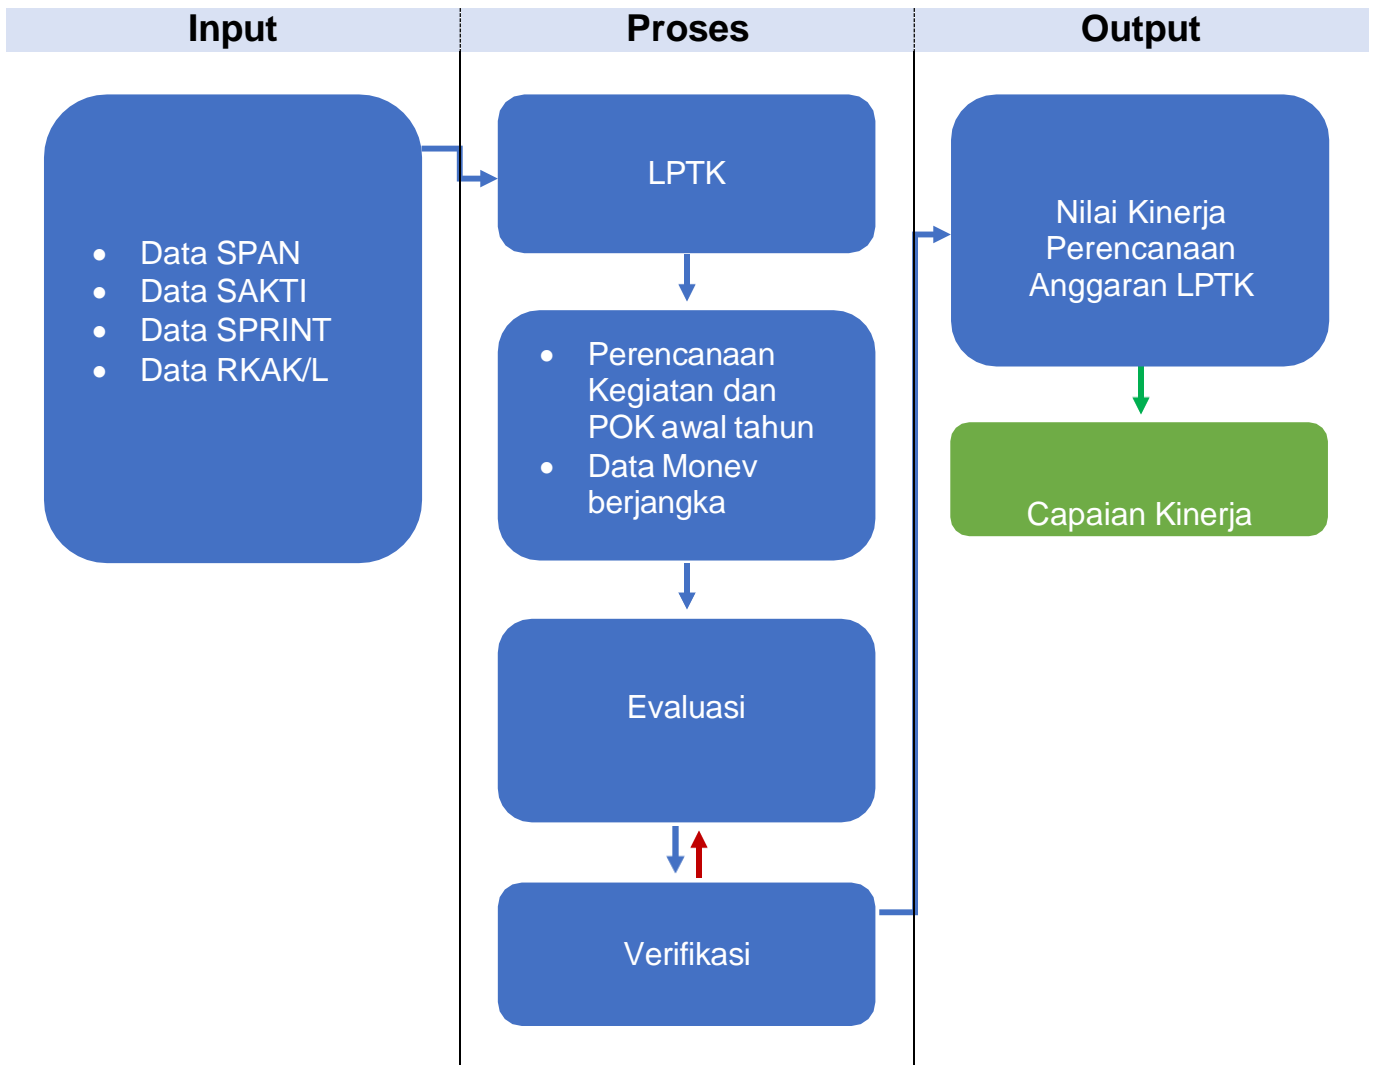 Input
Proses
Output
● Data SPAN
● Data SAKTI
● Data SPRINT
● Data RKAK/L
LPTK
● Perencanaan
Kegiatan dan
POK awal tahun
● Data Monev
berjangka
Evaluasi
Verifikasi
Nilai Kinerja
Perencanaan
Anggaran LPTK
Capaian Kinerja